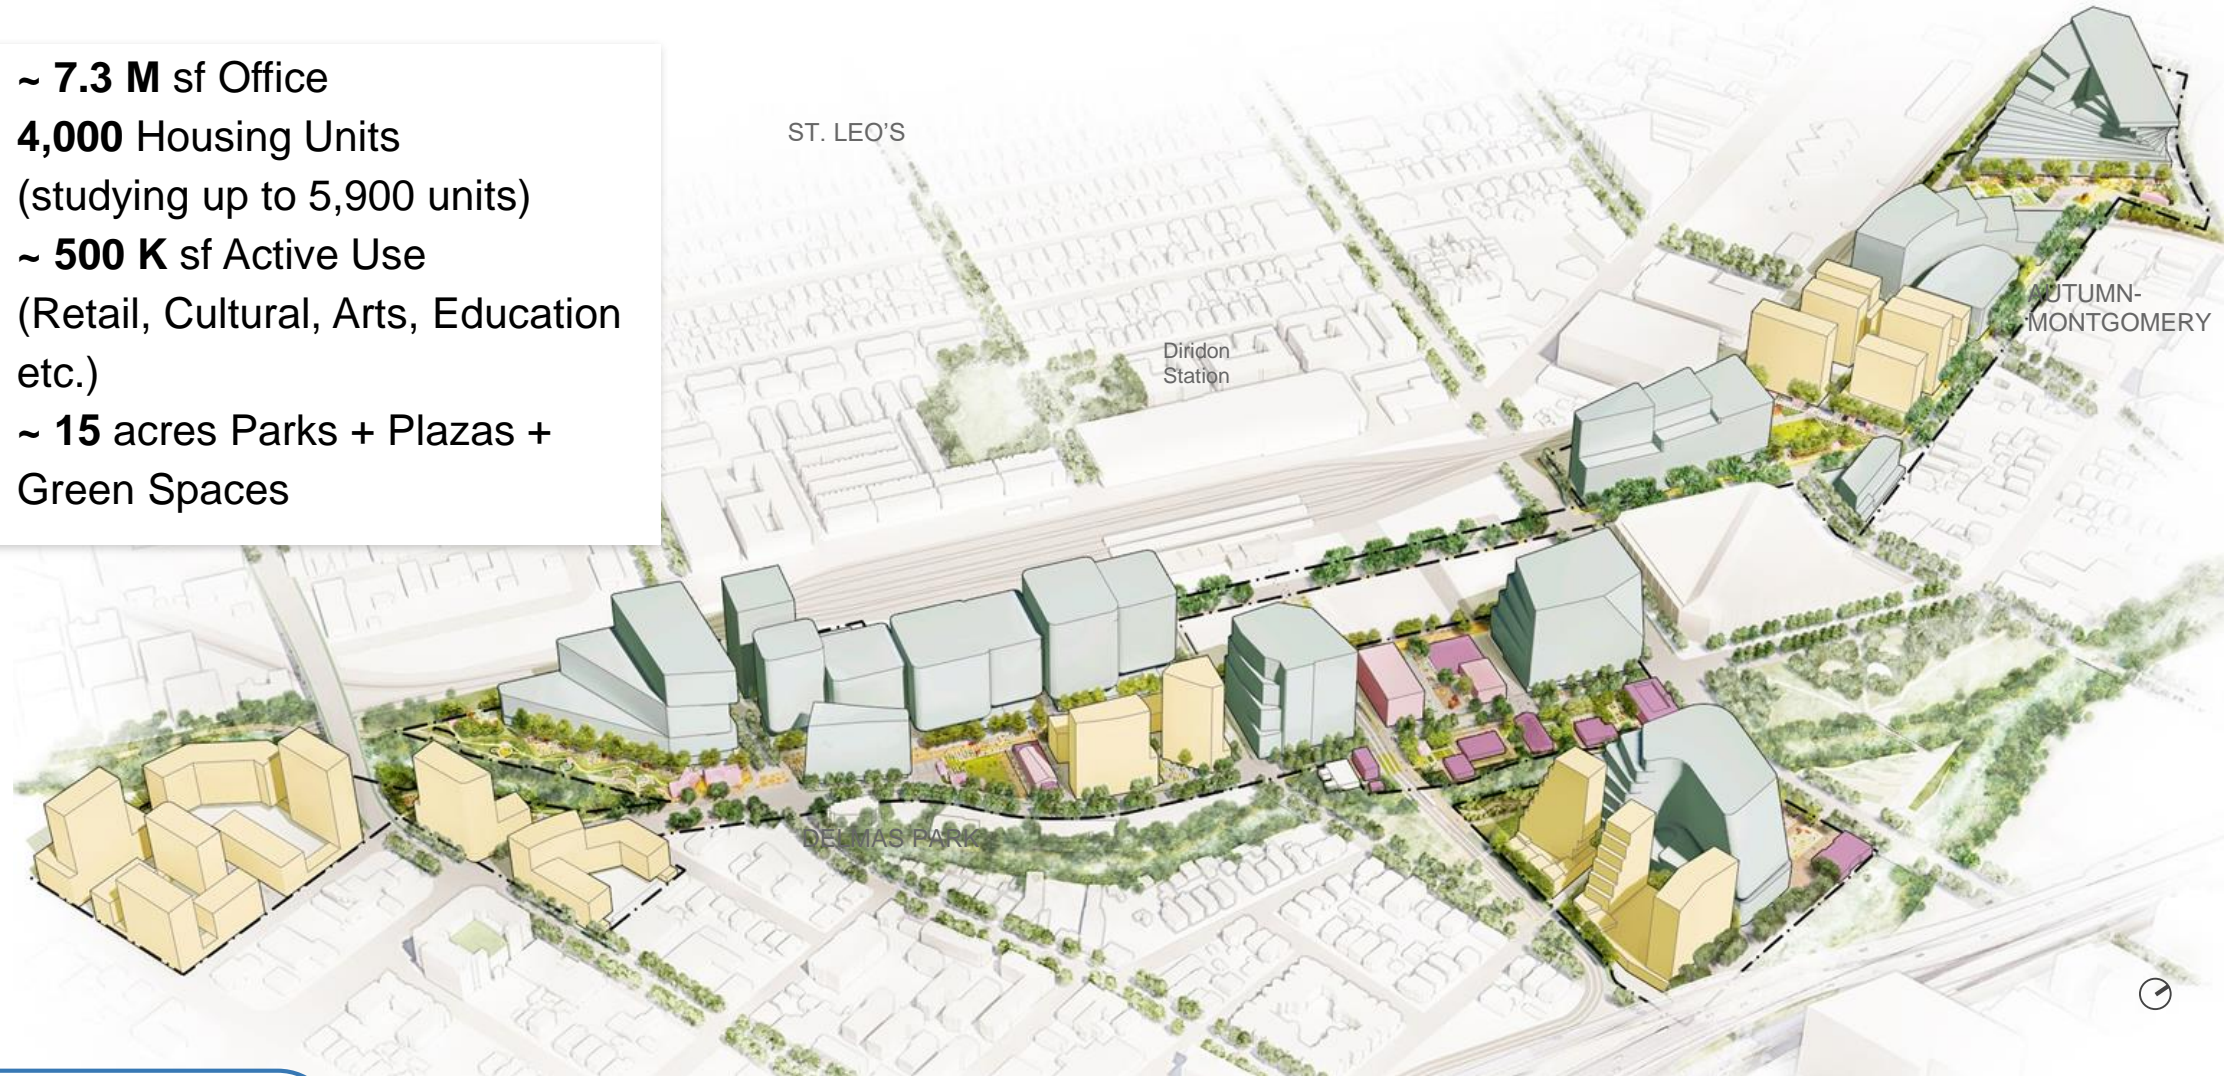 ~ 7.3 M sf Office
4,000 Housing Units
(studying up to 5,900 units)
~ 500 K sf Active Use
(Retail, Cultural, Arts, Education
etc.)
~ 15 acres Parks + Plazas +
Green Spaces
ST. LEO’S
Diridon
Station
AUTUMN-
MONTGOMERY
DELMAS PARK